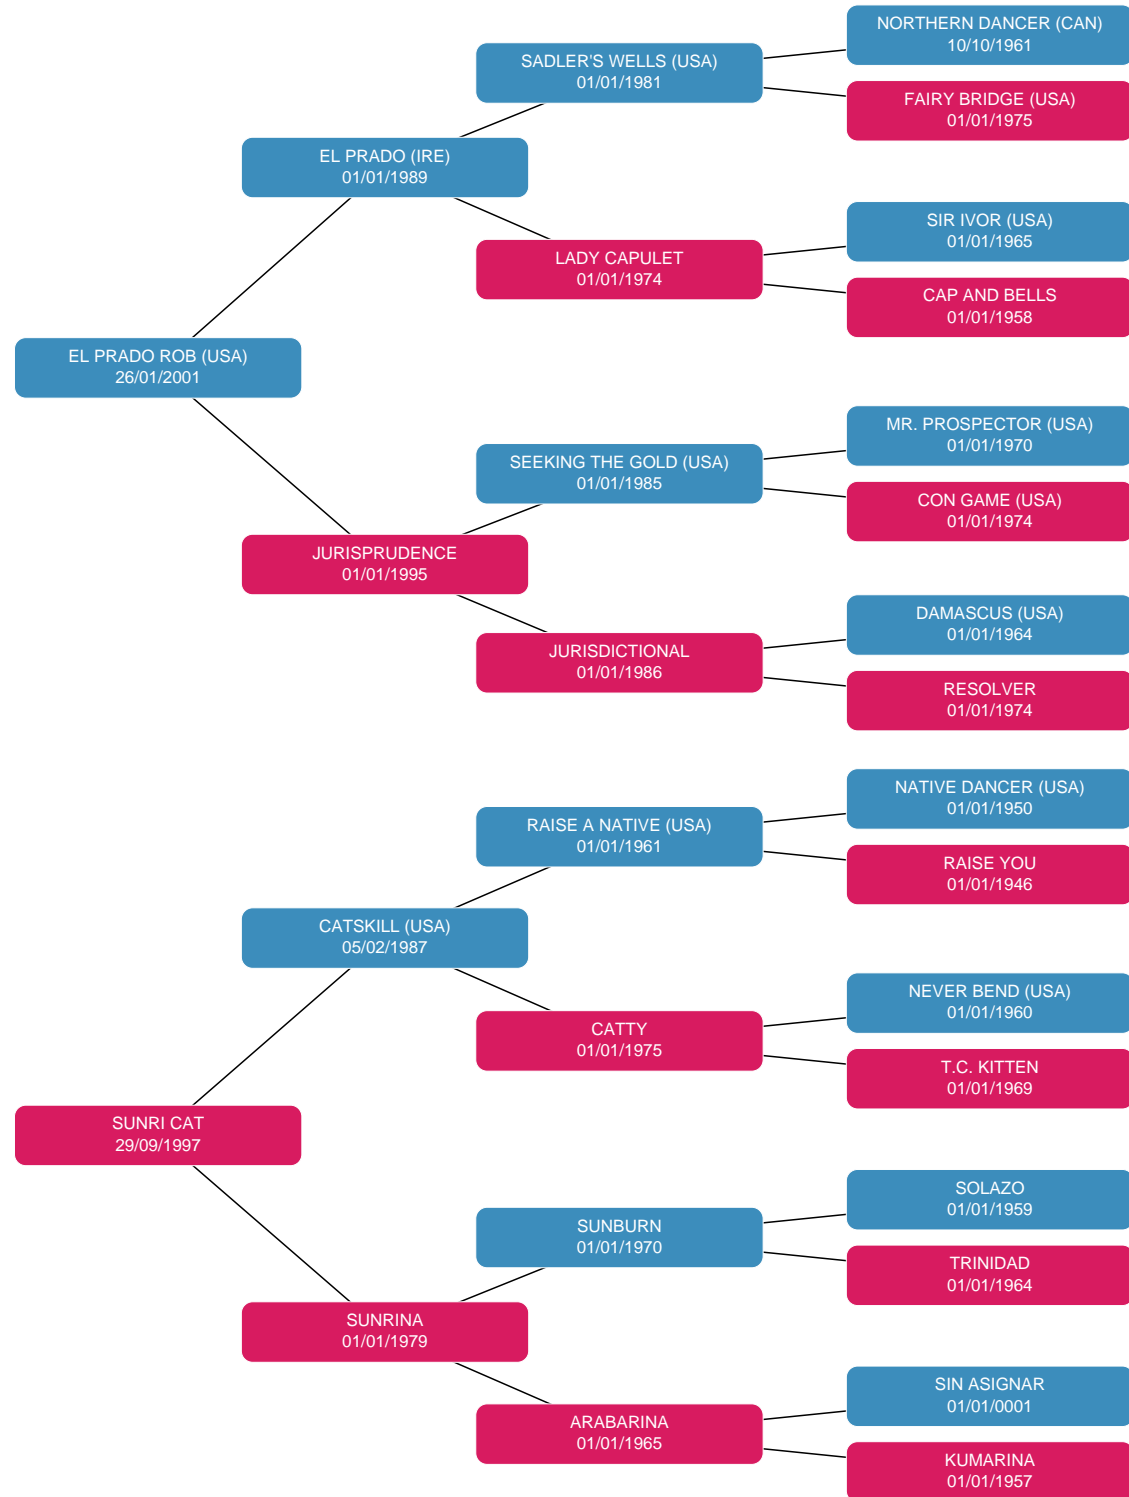 NORTHERN DANCER (CAN)
10/10/1961
SADLER'S WELLS (USA)
01/01/1981
FAIRY BRIDGE (USA)
01/01/1975
EL PRADO (IRE)
01/01/1989
SIR IVOR (USA)
01/01/1965
LADY CAPULET
01/01/1974
CAP AND BELLS
01/01/1958
EL PRADO ROB (USA)
26/01/2001
MR. PROSPECTOR (USA)
01/01/1970
SEEKING THE GOLD (USA)
01/01/1985
CON GAME (USA)
01/01/1974
JURISPRUDENCE
01/01/1995
DAMASCUS (USA)
01/01/1964
JURISDICTIONAL
01/01/1986
RESOLVER
01/01/1974
NATIVE DANCER (USA)
01/01/1950
RAISE A NATIVE (USA)
01/01/1961
RAISE YOU
01/01/1946
CATSKILL (USA)
05/02/1987
NEVER BEND (USA)
01/01/1960
CATTY
01/01/1975
T.C. KITTEN
01/01/1969
SUNRI CAT
29/09/1997
SOLAZO
01/01/1959
SUNBURN
01/01/1970
TRINIDAD
01/01/1964
SUNRINA
01/01/1979
SIN ASIGNAR
01/01/0001
ARABARINA
01/01/1965
KUMARINA
01/01/1957